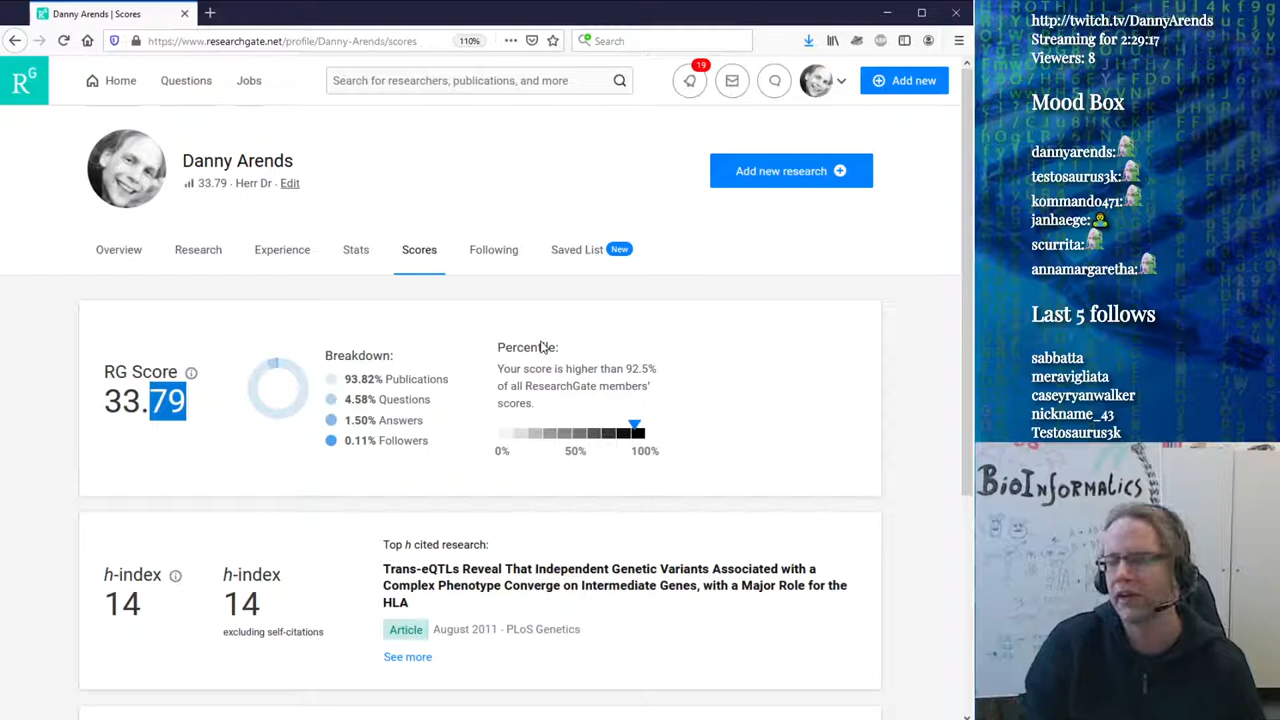 Danny Arends | Scores
https://www.researchgate.net/profile/Danny-Arends/scores
110%
Search
R G
Home
Questions
Jobs
Search for researchers, publications, and more
19
Add new
Danny Arends
33.79 · Herr Dr · Edit
Add new research
Overview
Research
Experience
Stats
Scores
Following
Saved List New
RG Score
33.79
Breakdown:
93.82% Publications
4.58% Questions
1.50% Answers
0.11% Followers
Percentile:
Your score is higher than 92.5%
of all ResearchGate members'
scores.
0% 50% 100%
h-index
14
h-index
14
excluding self-citations
Top h cited research:
Trans-eQTLs Reveal That Independent Genetic Variants Associated with a
Complex Phenotype Converge on Intermediate Genes, with a Major Role for the
HLA
Article August 2011 · PLoS Genetics
See more
http://twitch.tv/DannyArends
Streaming for 2:29:17
Viewers: 8
Mood Box
dannyarends:
testosaurus3k:
kommando471:
janhaege:
scurrita:
annamargaretha:
Last 5 follows
sabbatta
meravigliata
caseyryanwalker
nickname_43
Testosaurus3k
BioInformatics